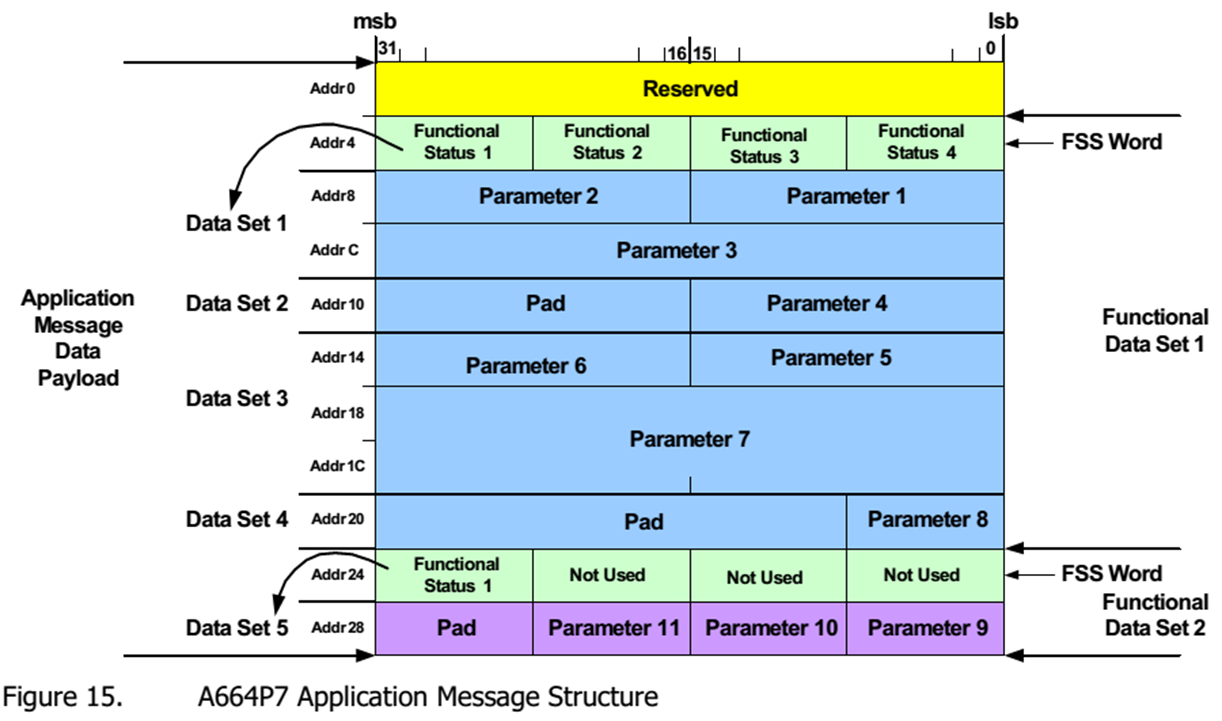 msb
lsb
31
16
15
0
Addr 0
Reserved
Addr 4
Functional
Status 1
Functional
Status 2
Functional
Status 3
Functional
Status 4
FSS Word
Data Set 1
Addr 8
Parameter 2
Parameter 1
Addr C
Parameter 3
Application
Message
Data
Payload
Data Set 2
Addr 10
Pad
Parameter 4
Functional
Data Set 1
Data Set 3
Addr 14
Parameter 6
Parameter 5
Addr 18
Parameter 7
Addr 1C
Data Set 4
Addr 20
Pad
Parameter 8
Addr 24
Functional
Status 1
Not Used
Not Used
Not Used
FSS Word
Data Set 5
Addr 28
Pad
Parameter 11
Parameter 10
Parameter 9
Functional
Data Set 2
Figure 15. A664P7 Application Message Structure